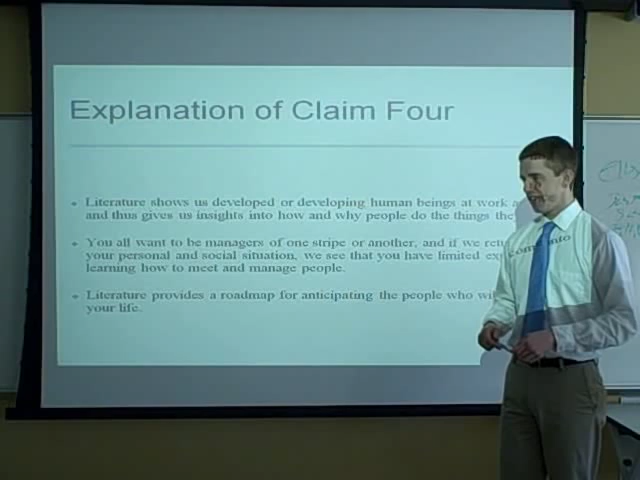 Explanation of Claim Four
Literature shows us developed or developing human beings at work
and thus gives us insights into how and why people do the things
You all want to be managers of one stripe or another, and if we
your personal and social situation, we see that you have limited
learning how to meet and manage people.
Literature provides a roadmap for anticipating the people who
your life.
come into